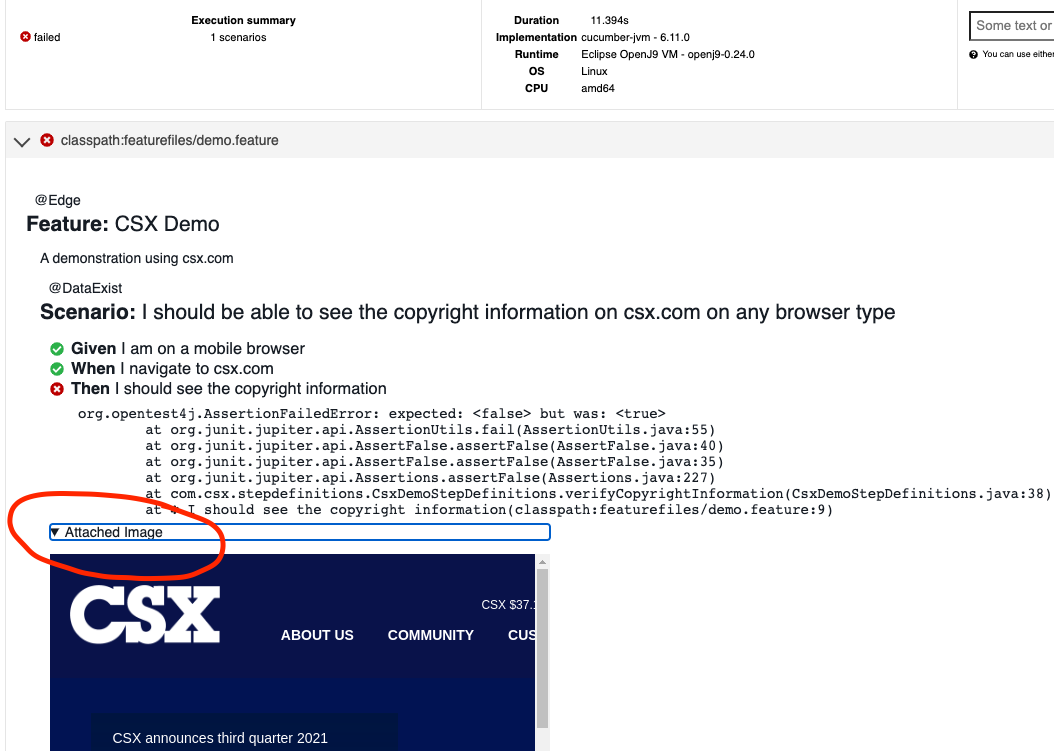 failed
Execution summary
1 scenarios
Duration 11.394s
Implementation cucumber-jvm - 6.11.0
Runtime Eclipse OpenJ9 VM - openj9-0.24.0
OS Linux
CPU amd64
Some text or
You can use either
classpath:featurefiles/demo.feature
@Edge
Feature: CSX Demo
A demonstration using csx.com
@DataExist
Scenario: I should be able to see the copyright information on csx.com on any browser type
Given I am on a mobile browser
When I navigate to csx.com
Then I should see the copyright information
org.opentest4j.AssertionFailedError: expected: <false> but was: <true>
at org.junit.jupiter.api.AssertionUtils.fail(AssertionUtils.java:55)
at org.junit.jupiter.api.AssertFalse.assertFalse(AssertFalse.java:40)
at org.junit.jupiter.api.AssertFalse.assertFalse(AssertFalse.java:35)
at org.junit.jupiter.api.Assertions.assertFalse(Assertions.java:227)
at com.csx.stepdefinitions.CsxDemoStepDefinitions.verifyCopyrightInformation(CsxDemoStepDefinitions.java:38)
at I should see the copyright information(classpath:featurefiles/demo.feature:9)
Attached Image
CSX
CSX $37.
ABOUT US COMMUNITY CUS
CSX announces third quarter 2021